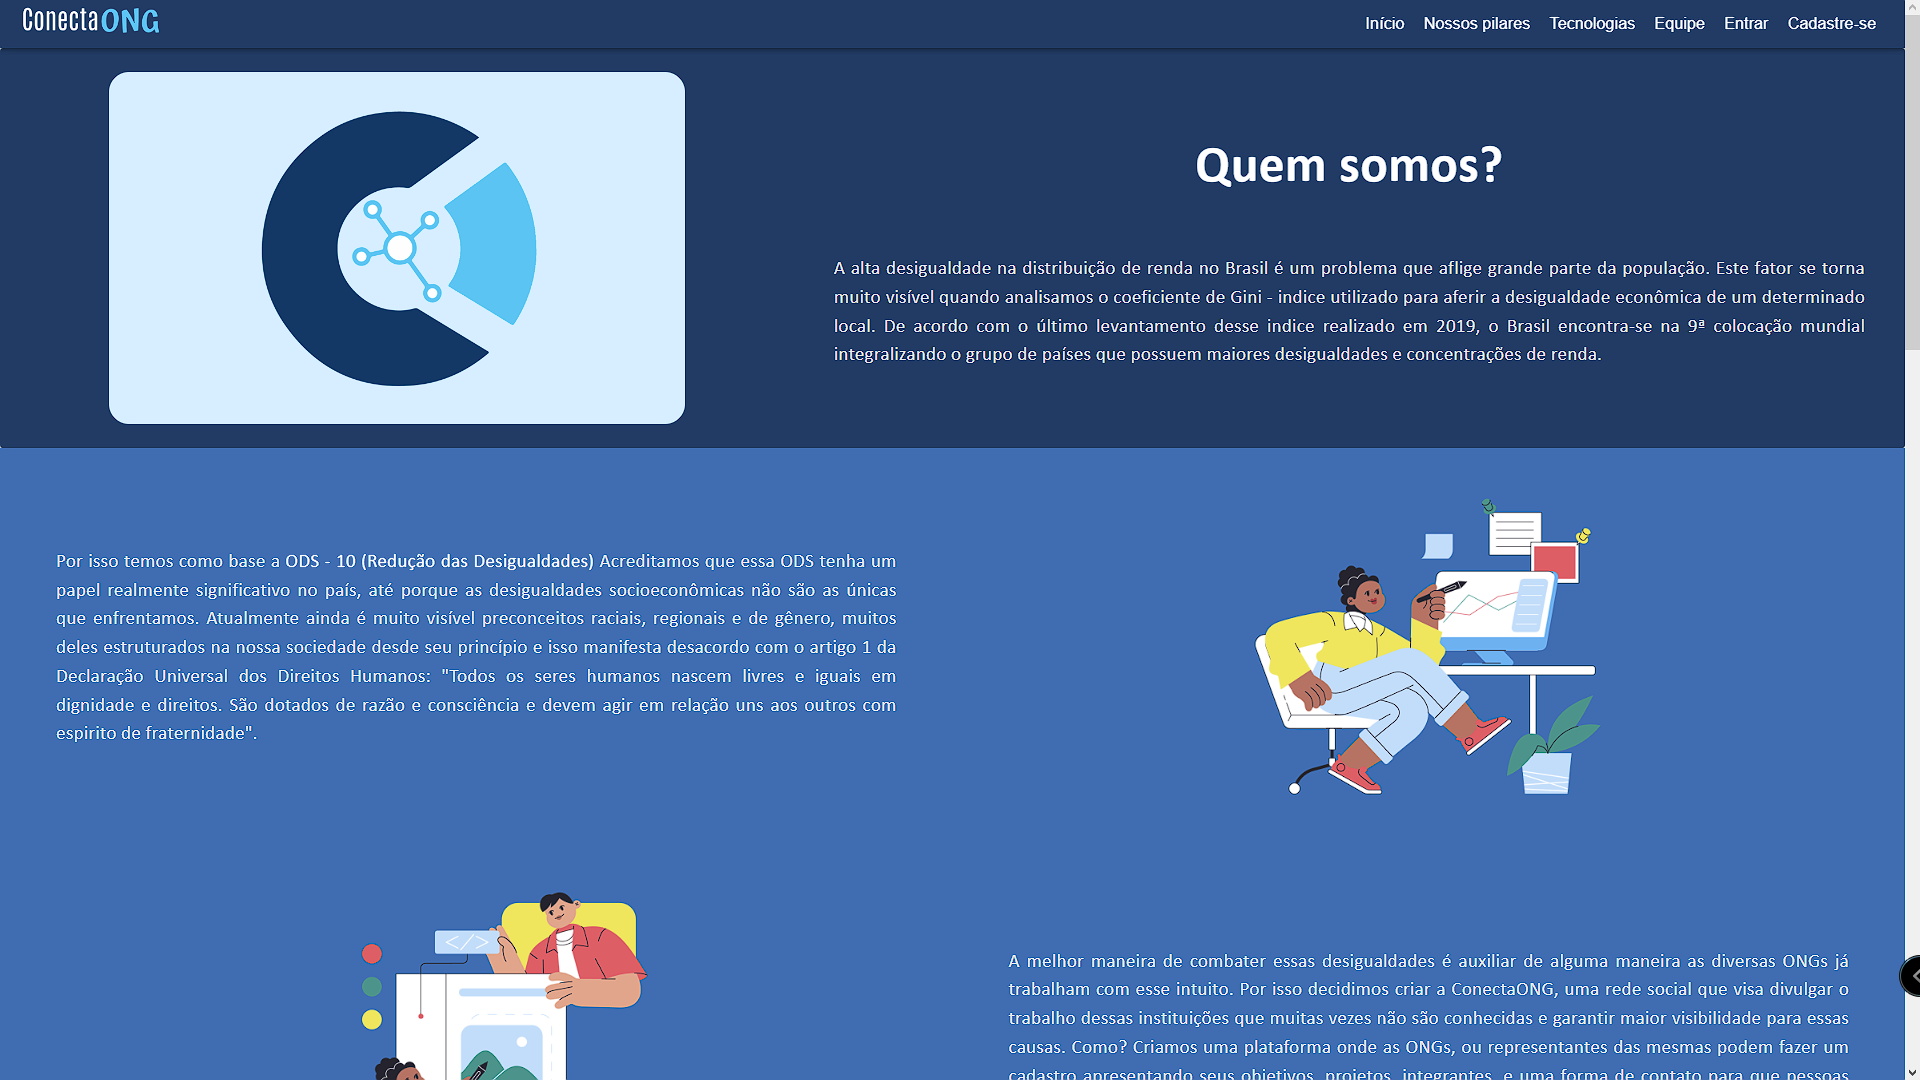 ConectaONG
Início Nossos pilares Tecnologias Equipe Entrar Cadastre-se
Quem somos?
A alta desigualdade na distribuição de renda no Brasil é um problema que aflige grande parte da população. Este fator se torna
muito visível quando analisamos o coeficiente de Gini - indice utilizado para aferir a desigualdade econômica de um determinado
local. De acordo com o último levantamento desse indice realizado em 2019, o Brasil encontra-se na 9ª colocação mundial
integralizando o grupo de países que possuem maiores desigualdades e concentrações de renda.
Por isso temos como base a ODS - 10 (Redução das Desigualdades) Acreditamos que essa ODS tenha um
papel realmente significativo no país, até porque as desigualdades socioeconômicas não são as únicas
que enfrentamos. Atualmente ainda é muito visível preconceitos raciais, regionais e de gênero, muitos
deles estruturados na nossa sociedade desde seu princípio e isso manifesta desacordo com o artigo 1 da
Declaração Universal dos Direitos Humanos: "Todos os seres humanos nascem livres e iguais em
dignidade e direitos. São dotados de razão e consciência e devem agir em relação uns aos outros com
espirito de fraternidade".
</>
A melhor maneira de combater essas desigualdades é auxiliar de alguma maneira as diversas ONGs já
trabalham com esse intuito. Por isso decidimos criar a ConectaONG, uma rede social que visa divulgar o
trabalho dessas instituições que muitas vezes não são conhecidas e garantir maior visibilidade para essas
causas. Como? Criamos uma plataforma onde as ONGs, ou representantes das mesmas podem fazer um
cadastro apresentando seus objetivos, projetos, integrantes, e uma forma de contato para que pessoas